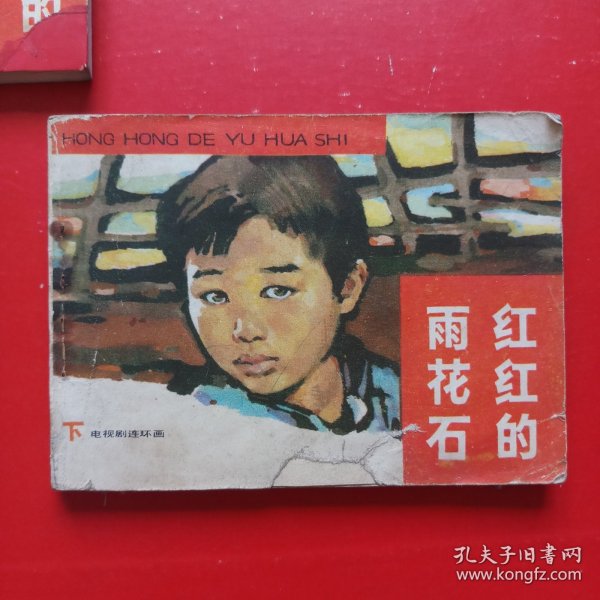 的
HONG HONG DE YU HUA SHI
红红的
雨花石
下 电视剧连环画
孔夫子旧书网
www.kongfz.com